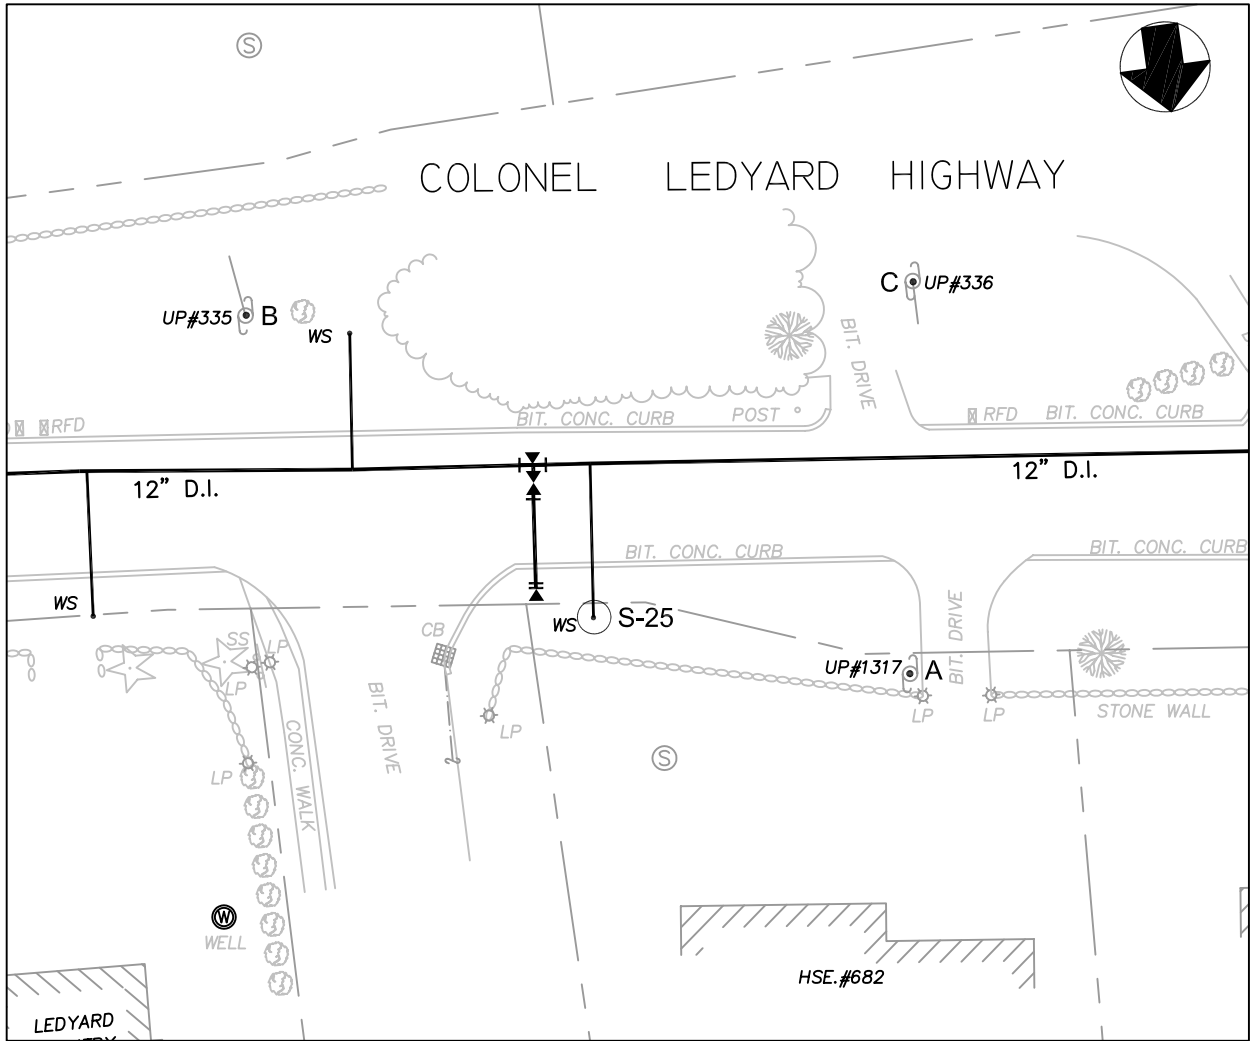 S
COLONEL LEDYARD HIGHWAY
UP#335 B
WS
C UP#336
BIT. DRIVE
RFD
BIT. CONC. CURB
POST
RFD
BIT. CONC. CURB
12" D.I.
12" D.I.
BIT. CONC. CURB
BIT. CONC. CURB
WS
WS
S-25
CB
SS
LP
LP
BIT. DRIVE
UP#1317 A
LP
LP
STONE WALL
LP
BIT. DRIVE
CONC. WALK
S
LP
W
WELL
HSE.#682
LEDYARD